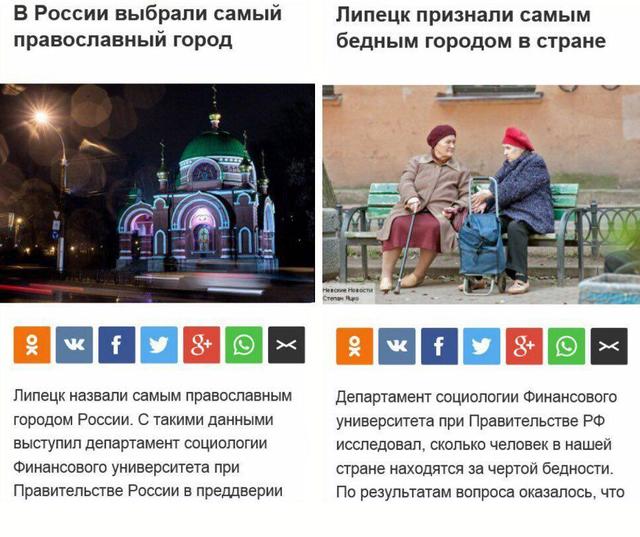 В России выбрали самый
православный город
Липецк назвали самым православным
городом России. С такими данными
выступил департамент социологии
Финансового университета при
Правительстве России в преддверии
Липецк признали самым
бедным городом в стране
Невские Новости
Степан Яцко
Департамент социологии Финансового
университета при Правительстве РФ
исследовал, сколько человек в нашей
стране находятся за чертой бедности.
По результатам вопроса оказалось, что